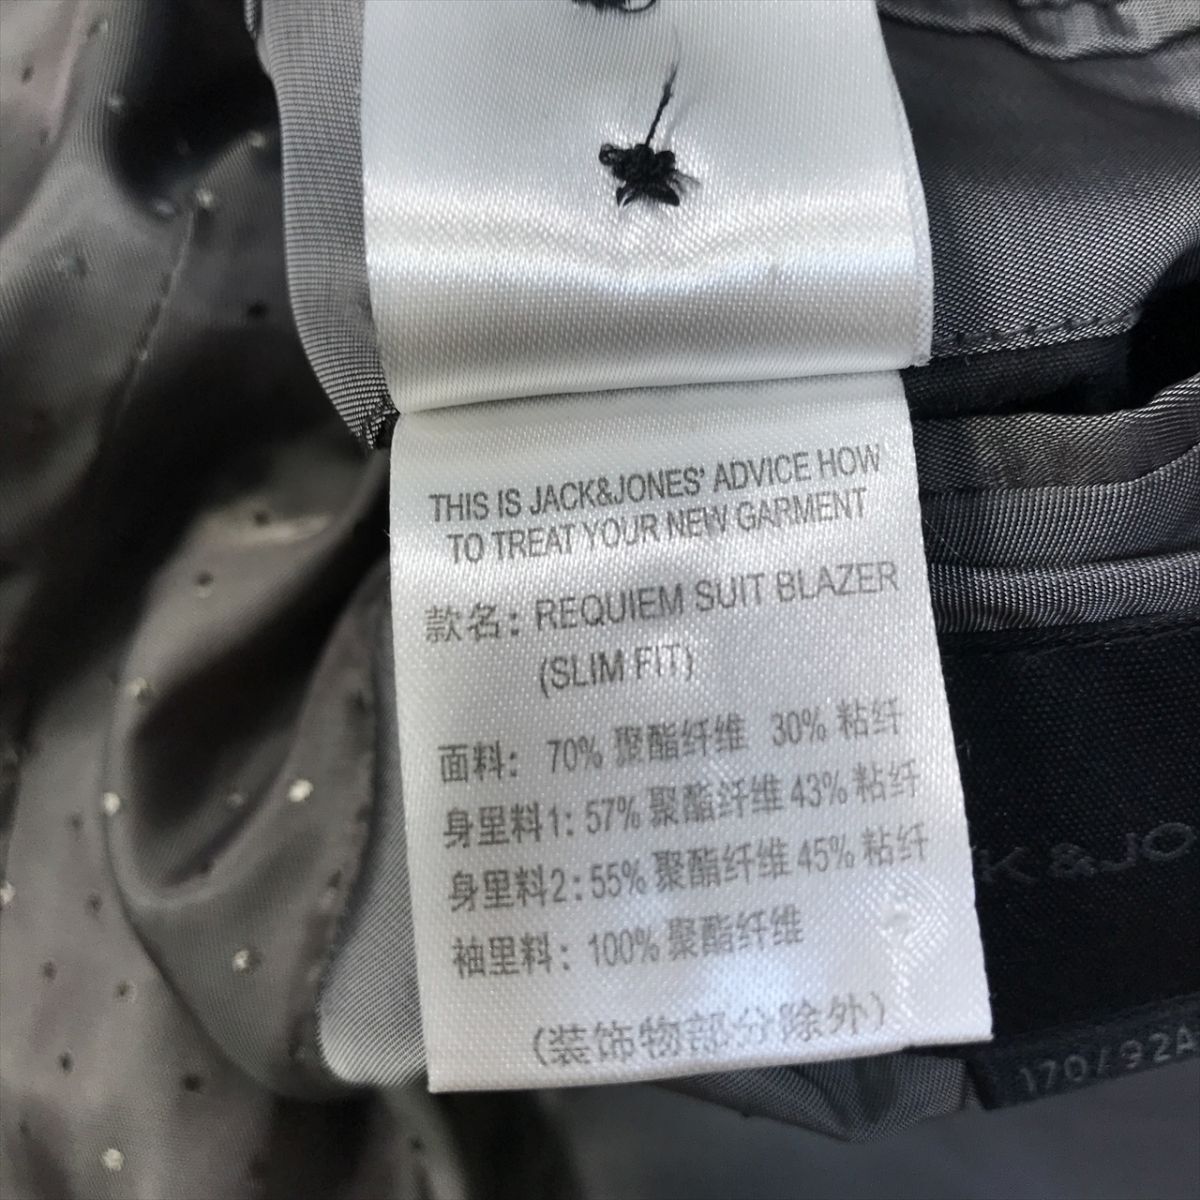 THIS IS JACK&JONES' ADVICE HOW
TO TREAT YOUR NEW GARMENT
款名: REQUIEM SUIT BLAZER
(SLIM FIT)
面料: 70% 聚酯纤维 30% 粘纤
身里料1: 57% 聚酯纤维 43% 粘纤
身里料2: 55% 聚酯纤维 45% 粘纤
袖里料: 100% 聚酯纤维
(装饰物部分除外)
K & JO
170/92A